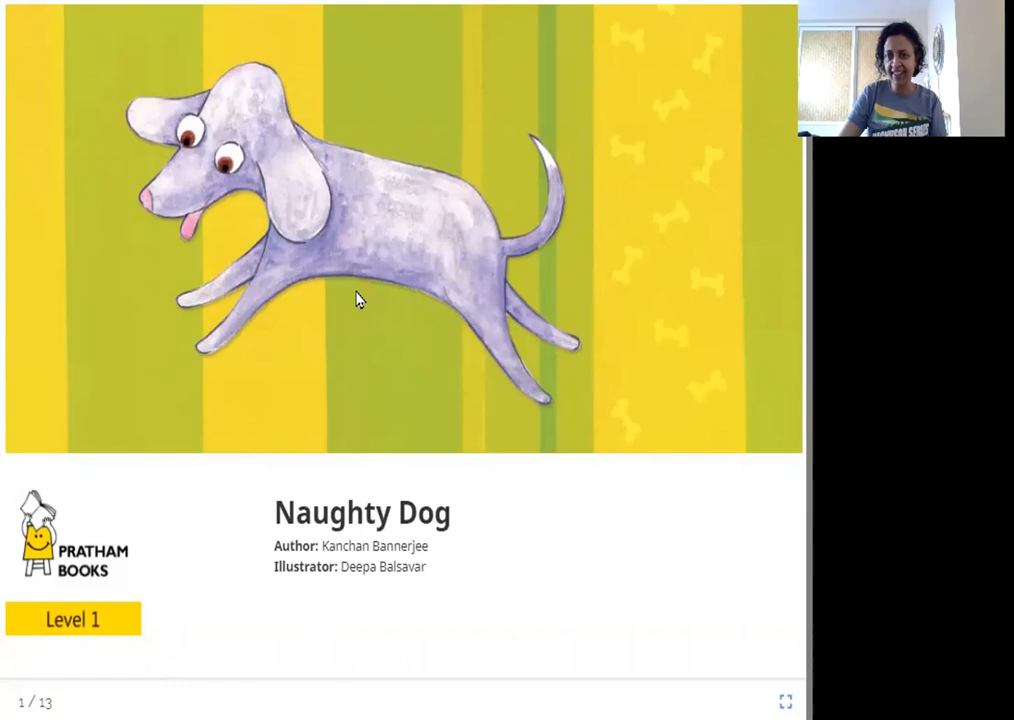 Naughty Dog
Author: Kanchan Bannerjee
Illustrator: Deepa Balsavar
PRATHAM
BOOKS
Level 1
1 / 13